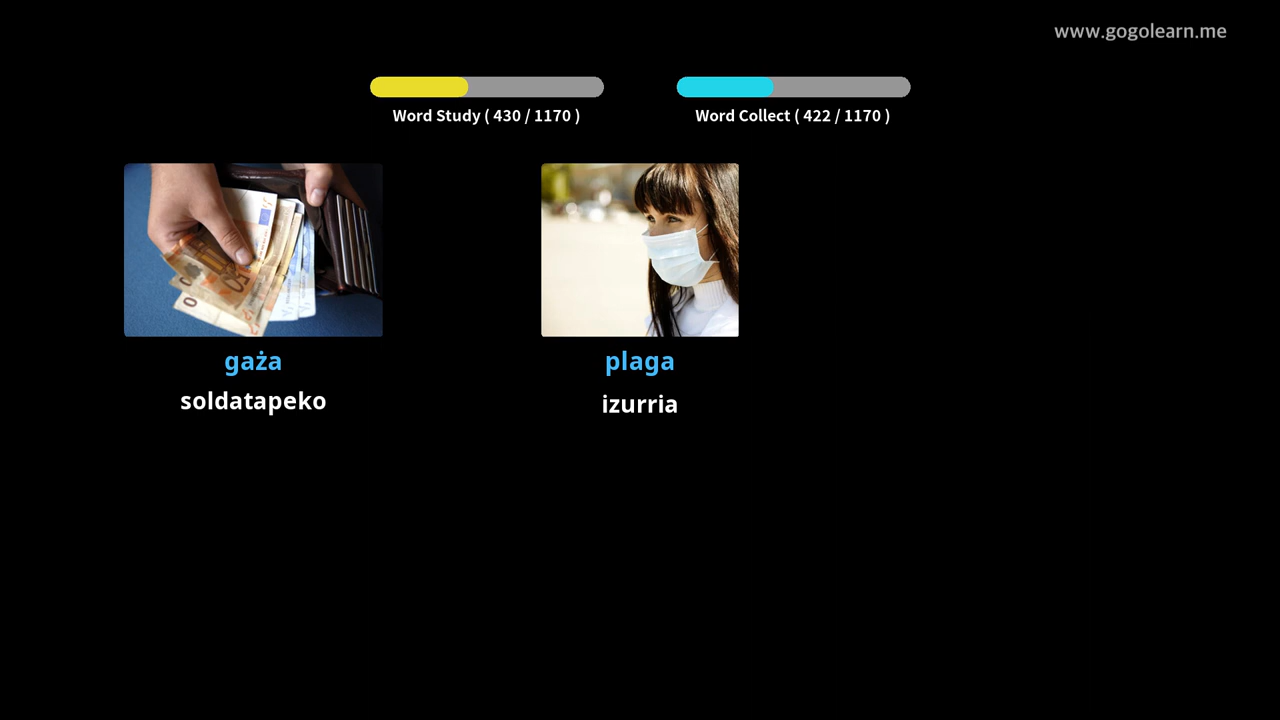 www.gogolearn.me
Word Study ( 430 / 1170 )
Word Collect ( 422 / 1170 )
gaża
soldatapeko
plaga
izurria